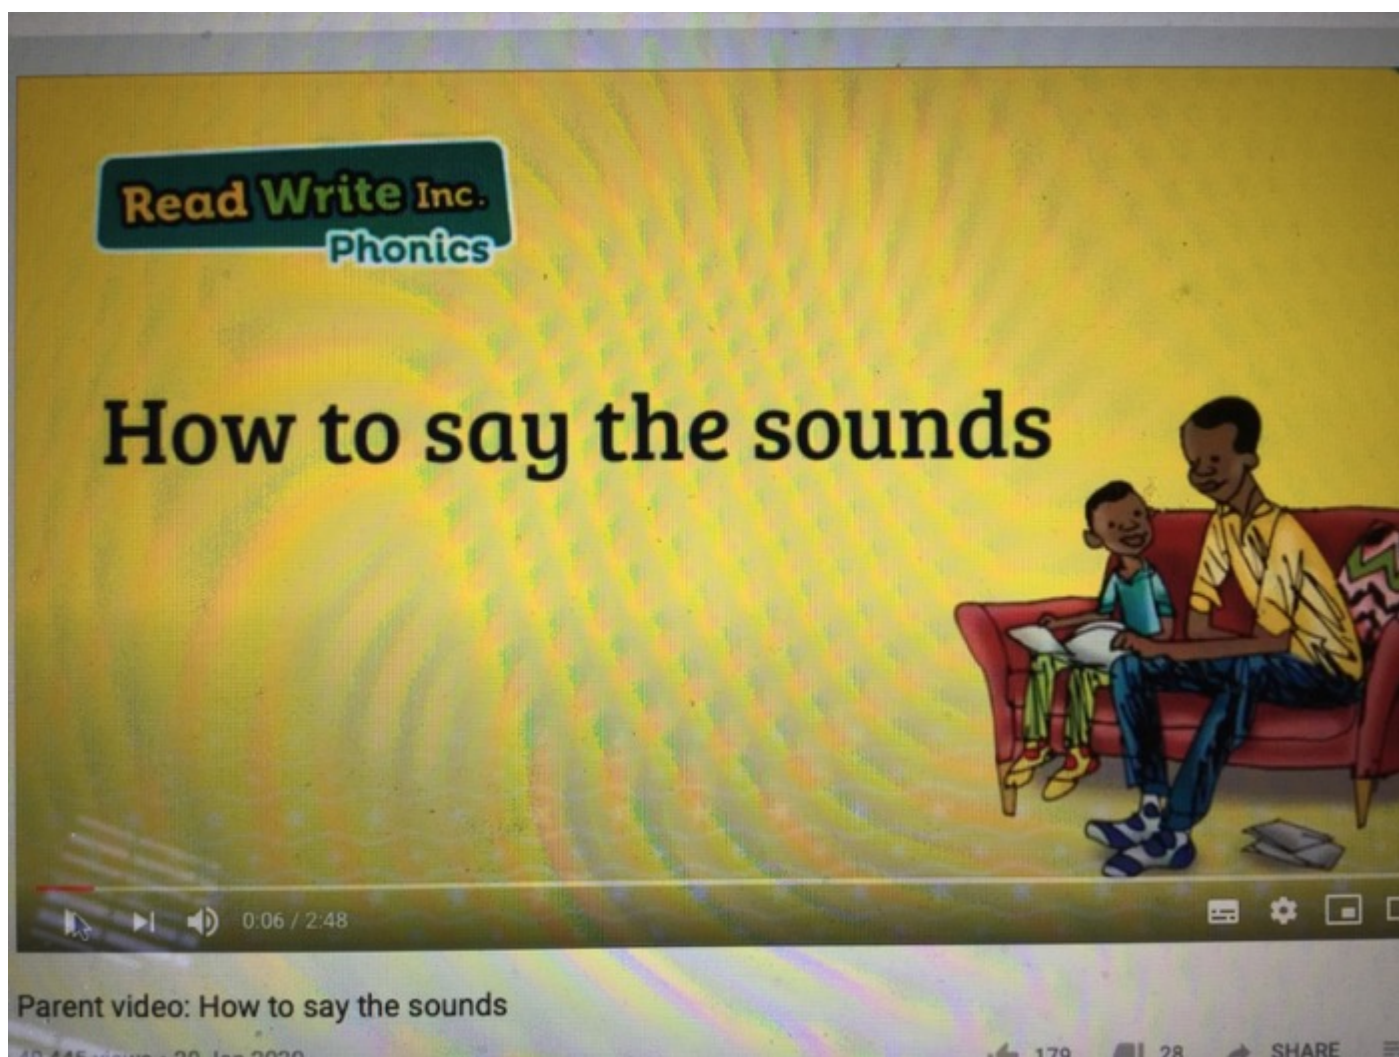 Read Write Inc.
Phonics
How to say the sounds
0:06 / 2:48
Parent video: How to say the sounds
179 28 SHARE